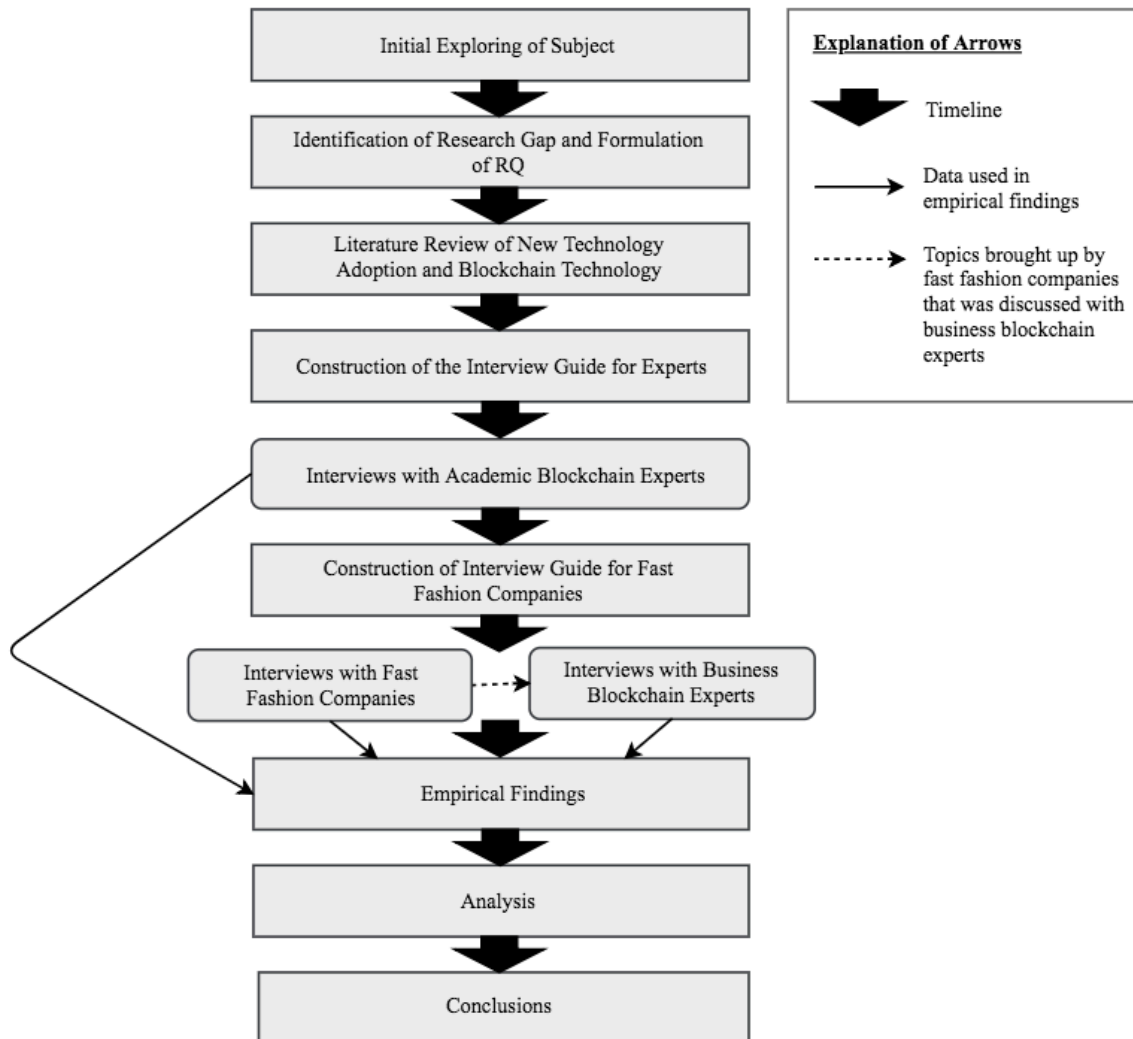 Initial Exploring of Subject
Identification of Research Gap and Formulation
of RQ
Literature Review of New Technology
Adoption and Blockchain Technology
Construction of the Interview Guide for Experts
Interviews with Academic Blockchain Experts
Construction of Interview Guide for Fast
Fashion Companies
Interviews with Fast
Fashion Companies
Interviews with Business
Blockchain Experts
Empirical Findings
Analysis
Conclusions
Explanation of Arrows
Timeline
Data used in
empirical findings
Topics brought up by
fast fashion companies
that was discussed with
business blockchain
experts